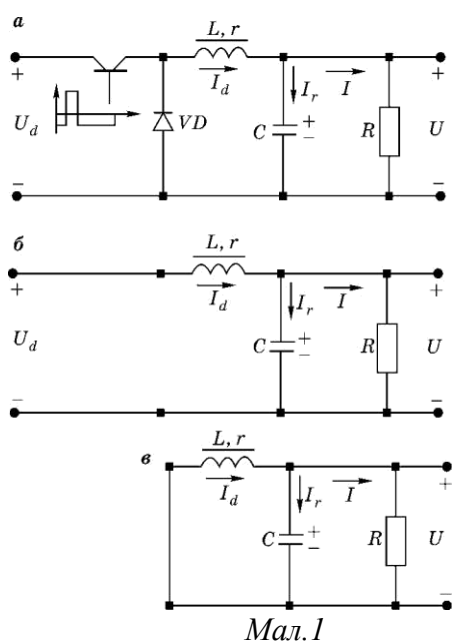 а
L, r
+
I_d
I_r
I
+
U_d
VD
C
+
−
R
U
−
−
б
L, r
+
I_d
I_r
I
+
U_d
C
+
−
R
U
−
−
в
L, r
I_d
I_r
I
+
C
+
−
R
U
−
Мал.1